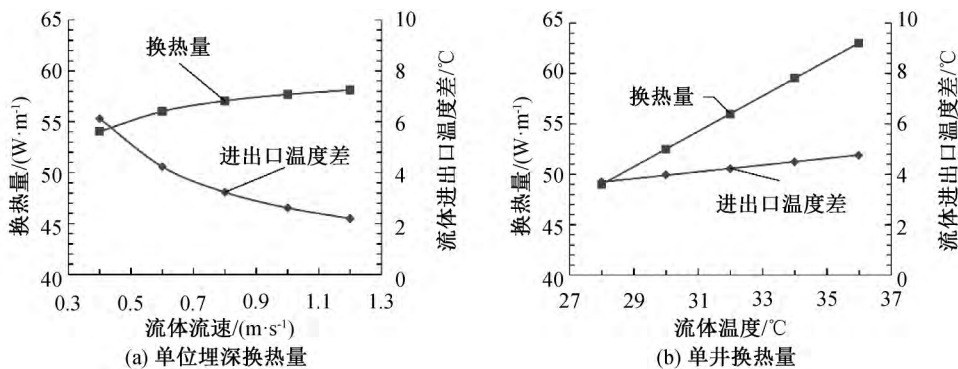 65
60
55
50
45
40
换热量/(W·m⁻¹)
10
8
6
4
2
0
流体进出口温度差/℃
换热量
进出口温度差
0.3 0.5 0.7 0.9 1.1 1.3
流体流速/(m·s⁻¹)
(a) 单位埋深换热量
65
60
55
50
45
40
换热量/(W·m⁻¹)
10
8
6
4
2
0
流体进出口温度差/℃
换热量
进出口温度差
27 29 31 33 35 37
流体温度/℃
(b) 单井换热量